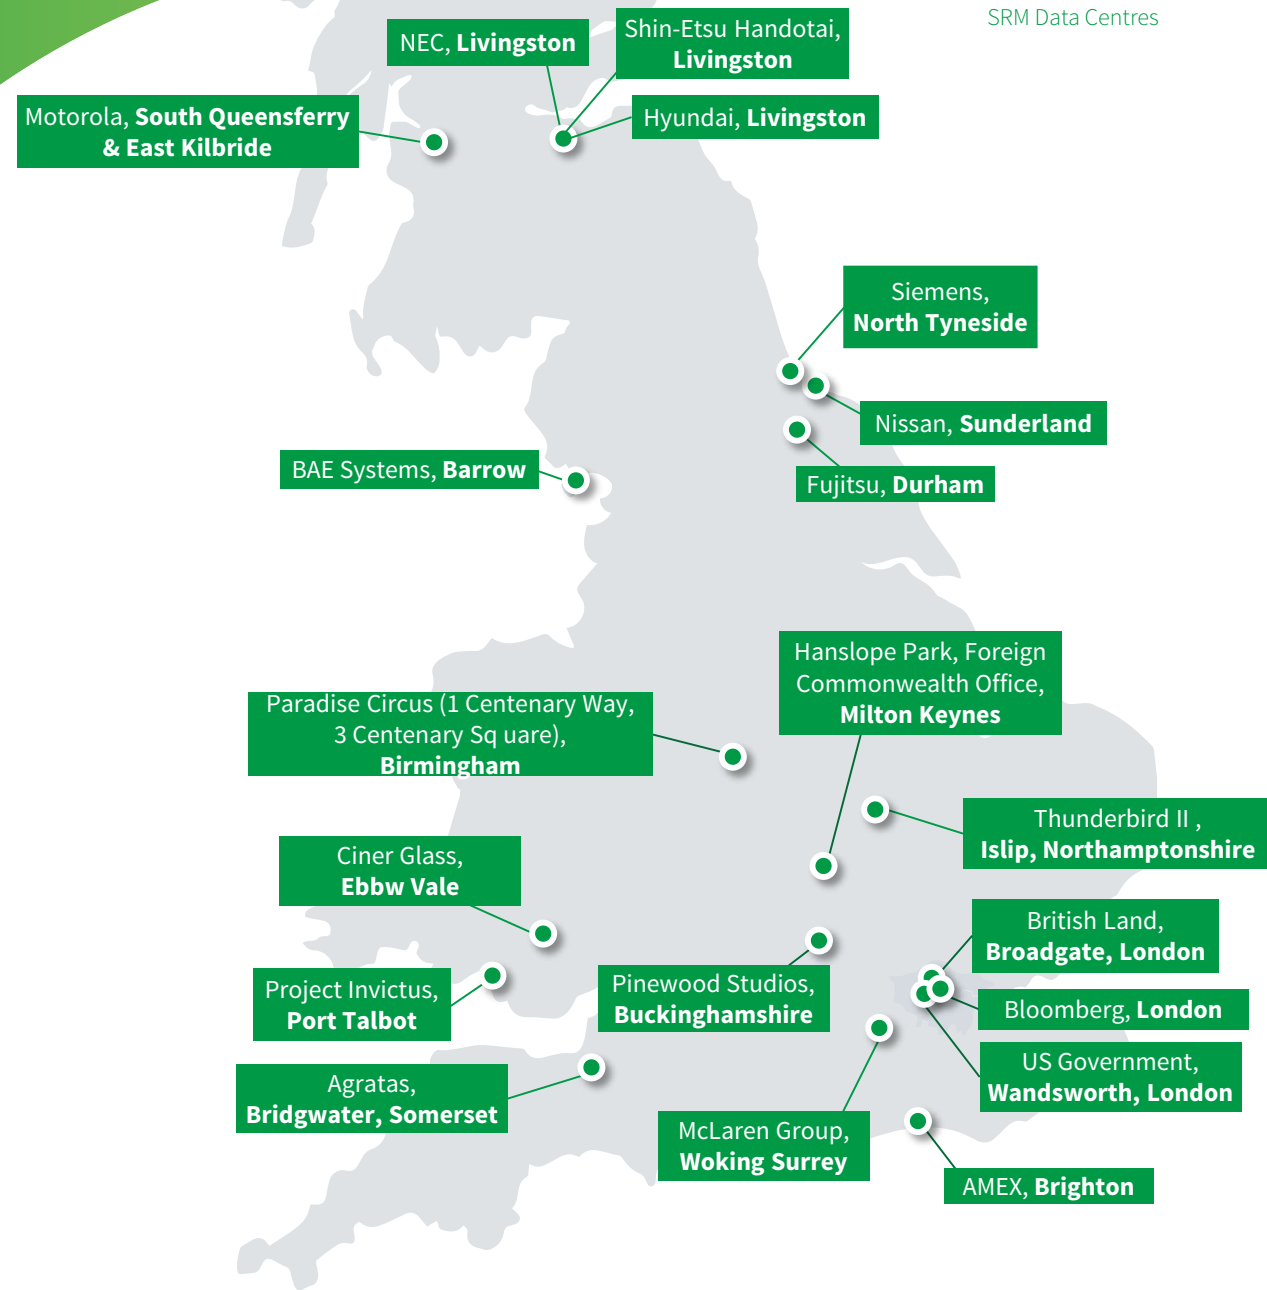 SRM Data Centres
NEC, Livingston
Shin-Etsu Handotai,
Livingston
Motorola, South Queensferry
& East Kilbride
Hyundai, Livingston
Siemens,
North Tyneside
Nissan, Sunderland
BAE Systems, Barrow
Fujitsu, Durham
Hanslope Park, Foreign
Commonwealth Office,
Milton Keynes
Paradise Circus (1 Centenary Way,
3 Centenary Sq uare),
Birmingham
Thunderbird II ,
Islip, Northamptonshire
Ciner Glass,
Ebbw Vale
British Land,
Broadgate, London
Project Invictus,
Port Talbot
Pinewood Studios,
Buckinghamshire
Bloomberg, London
US Government,
Wandsworth, London
Agratas,
Bridgwater, Somerset
McLaren Group,
Woking Surrey
AMEX, Brighton